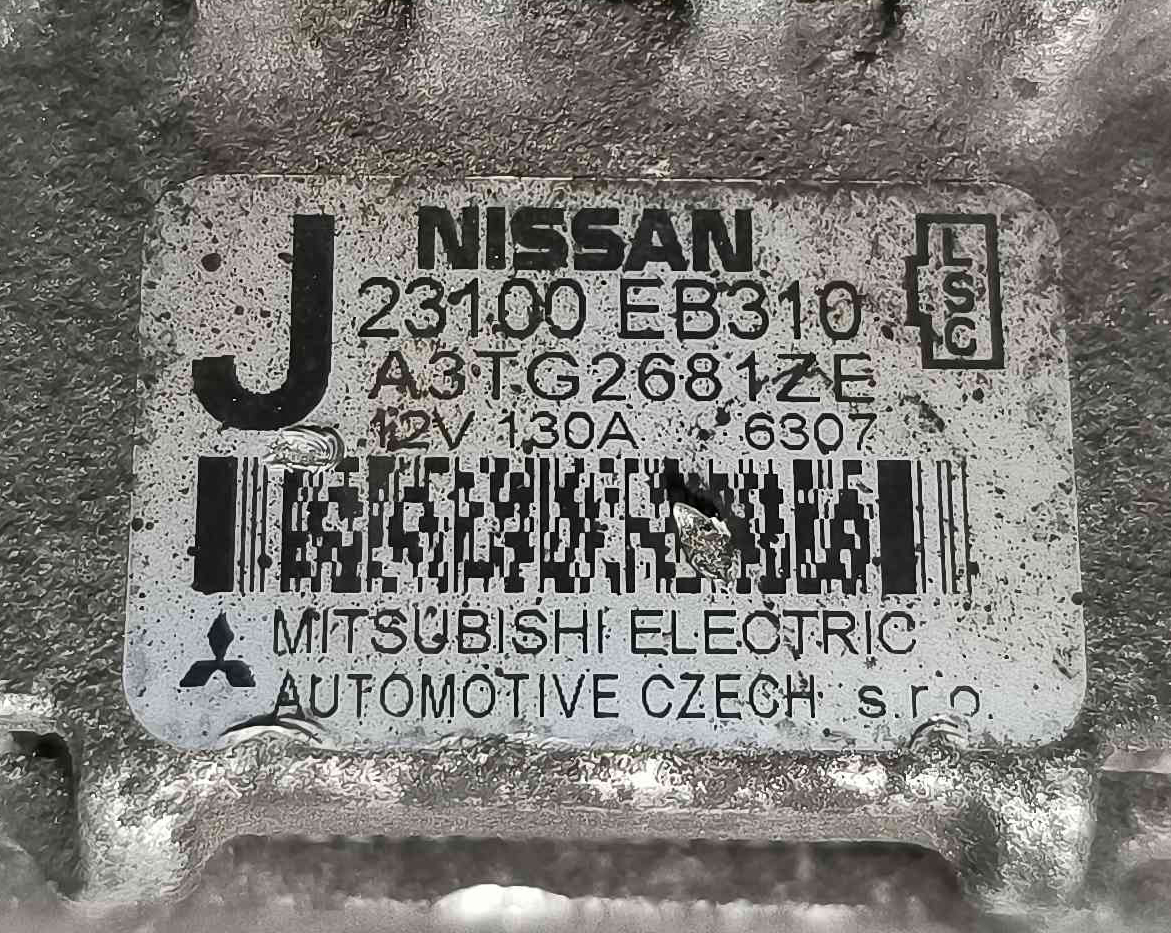 J
NISSAN
23100 EB310
A3TG2681ZE
12V 130A 6307
LSC
MITSUBISHI ELECTRIC
AUTOMOTIVE CZECH s.r.o.